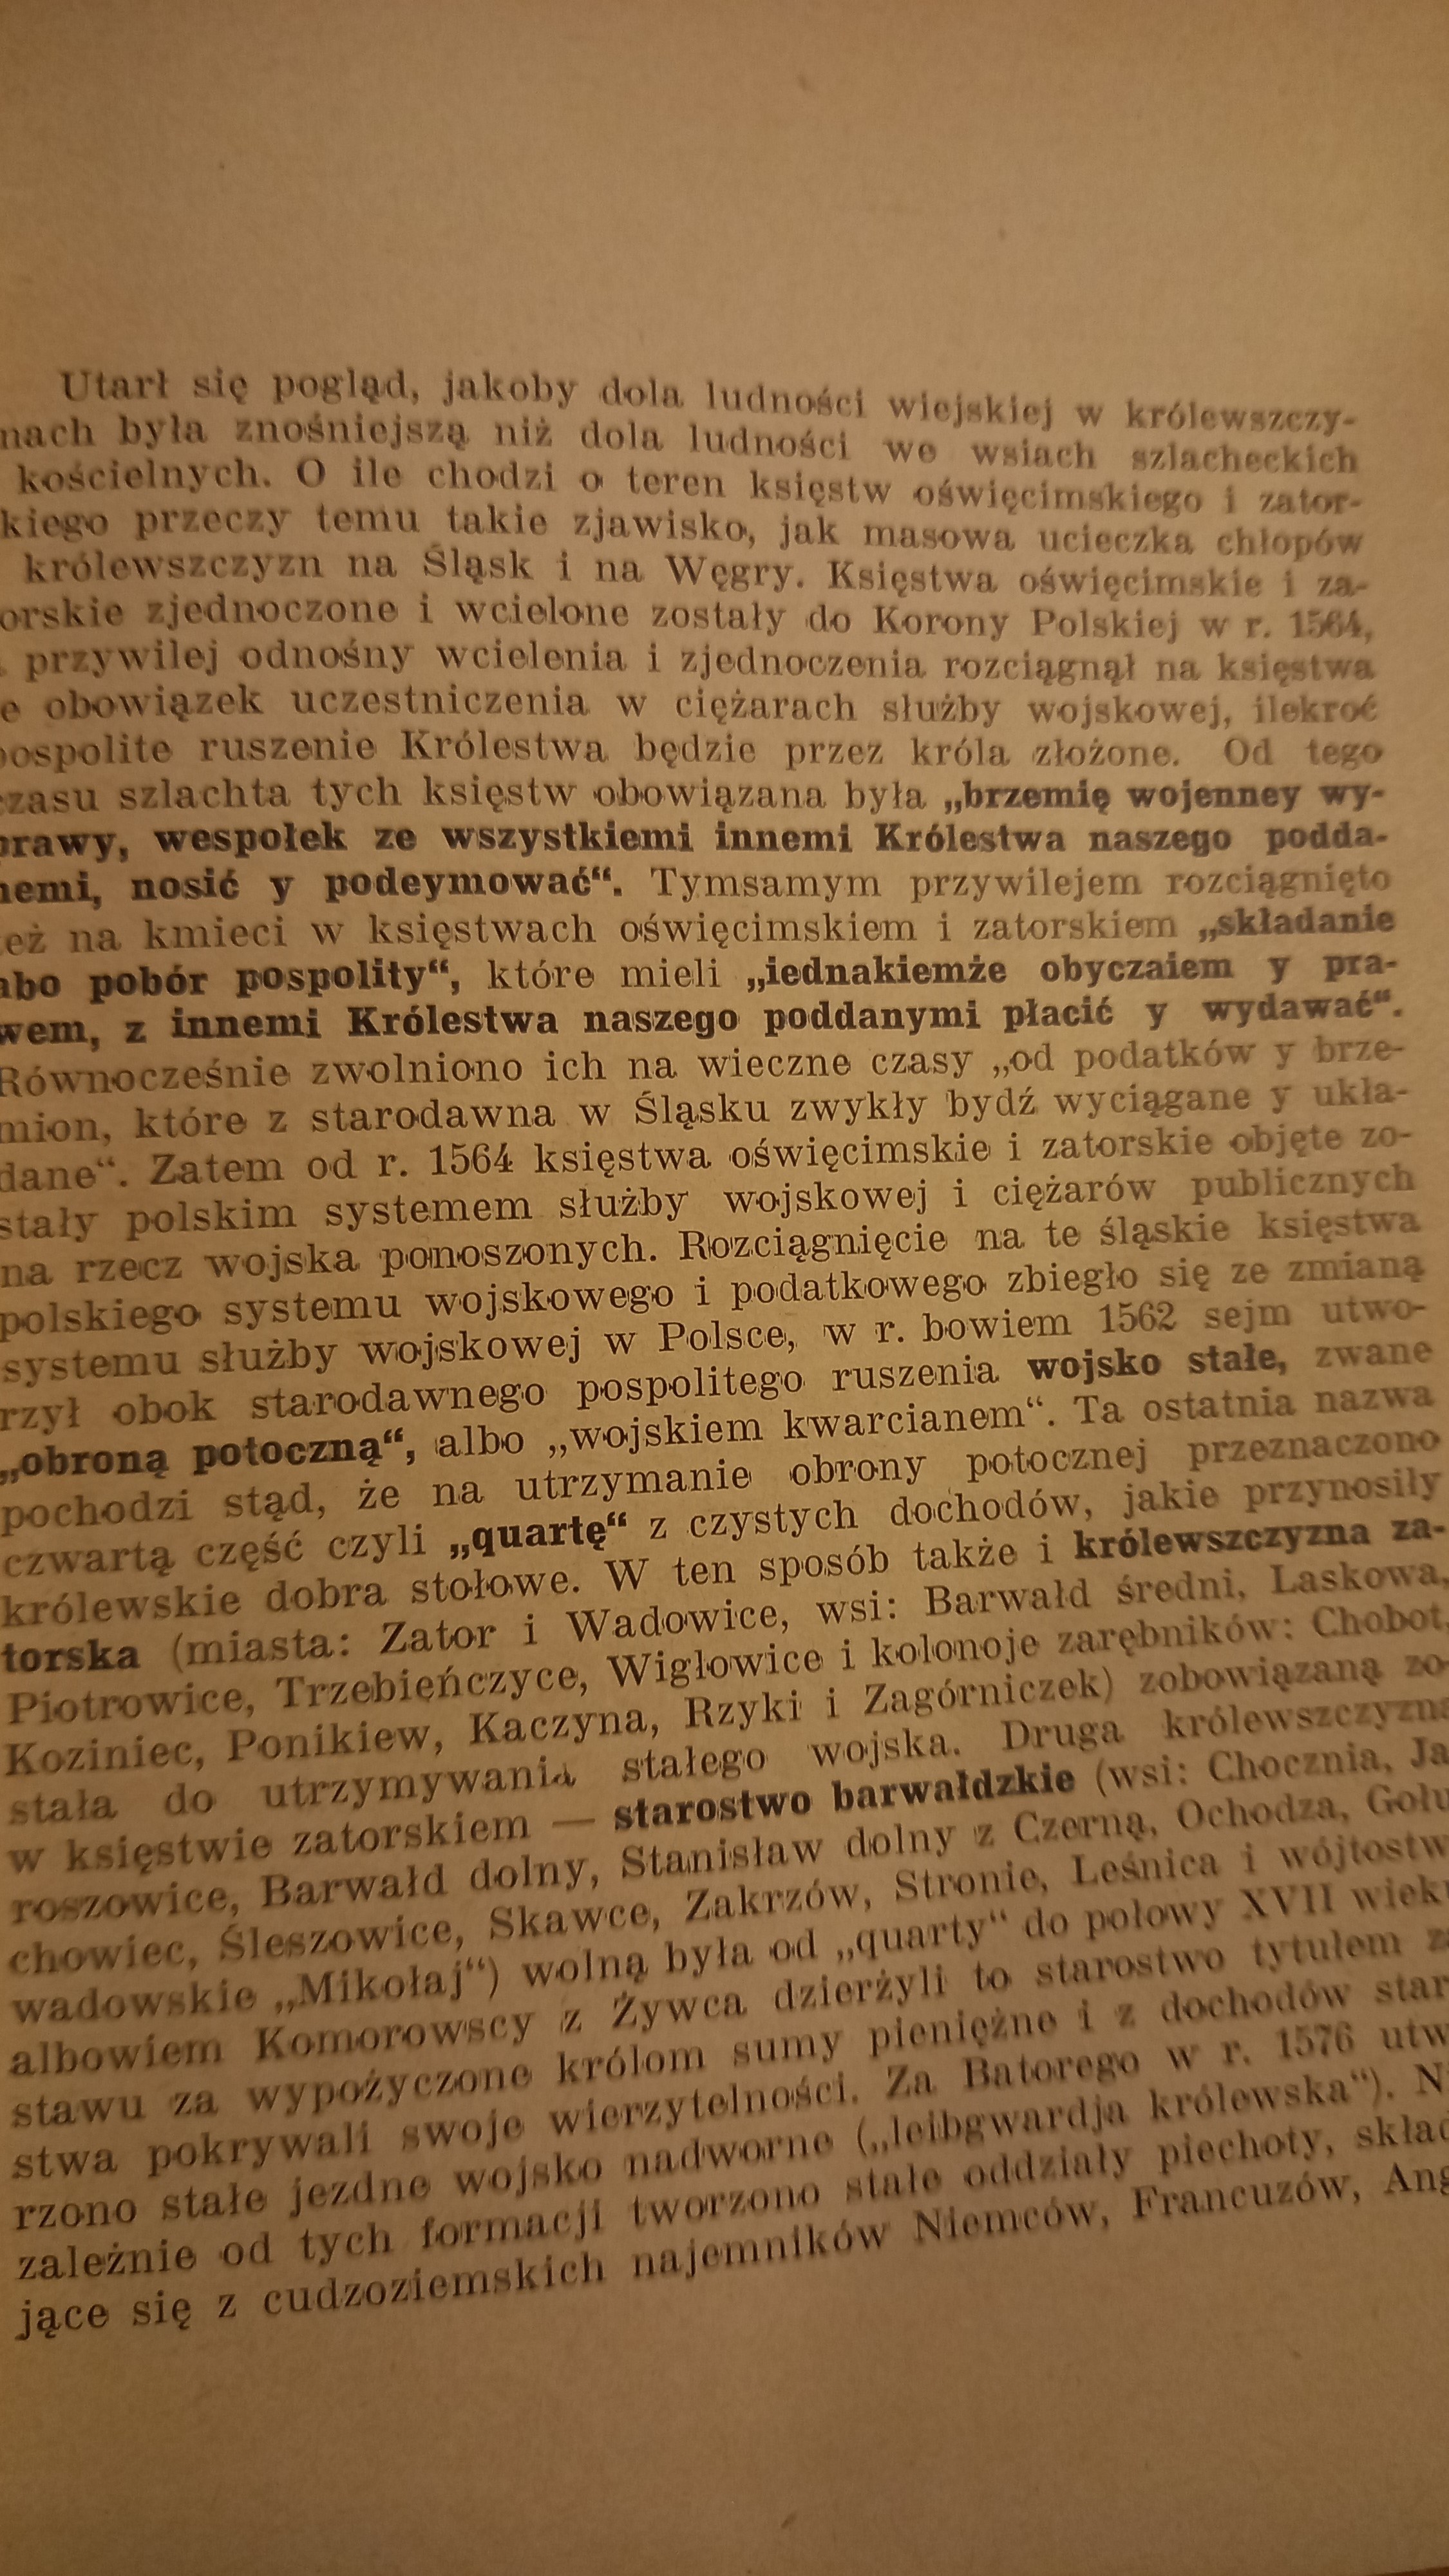 Utarł się pogląd, jakoby dola ludności wiejskiej w królewszczy-
nach była znośniejszą niż dola ludności we wsiach szlacheckich
kościelnych. O ile chodzi o teren księstw oświęcimskiego i zator-
kiego przeczy temu takie zjawisko, jak masowa ucieczka chłopów
królewszczyzn na Śląsk i na Węgry. Księstwa oświęcimskie i za-
orskie zjednoczone i wcielone zostały do Korony Polskiej w r. 1564,
przywilej odnośny wcielenia i zjednoczenia rozciągnął na księstwa
e obowiązek uczestniczenia w ciężarach służby wojskowej, ilekroć
pospolite ruszenie Królestwa będzie przez króla złożone. Od tego
czasu szlachta tych księstw obowiązana była „brzemię wojenney wy-
prawy, wespołek ze wszystkiemi innemi Królestwa naszego podda-
nemi, nosić y podeymować“. Tymsamym przywilejem rozciągnięto
eż na kmieci w księstwach oświęcimskiem i zatorskiem „składanie
abo pobór pospolity“, które mieli „iednakiemże obyczaiem y pra-
wem, z innemi Królestwa naszego poddanymi płacić y wydawać“.
Równocześnie zwolniono ich na wieczne czasy „od podatków y brze-
mion, które z starodawna w Śląsku zwykły bydź wyciągane y ukła-
dane“. Zatem od r. 1564 księstwa oświęcimskie i zatorskie objęte zo-
stały polskim systemem służby wojskowej i ciężarów publicznych
na rzecz wojska ponoszonych. Rozciągnięcie na te śląskie księstwa
polskiego systemu wojskowego i podatkowego zbiegło się ze zmianą
systemu służby wojskowej w Polsce, w r. bowiem 1562 sejm utwo-
rzył obok starodawnego pospolitego ruszenia wojsko stałe, zwane
„obroną potoczną“, albo „wojskiem kwarcianem“. Ta ostatnia nazwa
pochodzi stąd, że na utrzymanie obrony potocznej przeznaczono
czwartą część czyli „quartę“ z czystych dochodów, jakie przynosiły
królewskie dobra stołowe. W ten sposób także i królewszczyzna za-
torska (miasta: Zator i Wadowice, wsi: Barwałd średni, Laskowa,
Piotrowice, Trzebieńczyce, Wigłowice i kolonoje zarębników: Chobot,
Koziniec, Ponikiew, Kaczyna, Rzyki i Zagórniczek) zobowiązaną zo
stała do utrzymywania stałego wojska. Druga królewszczyzna
w księstwie zatorskiem — starostwo barwałdzkie (wsi: Chocznia, Ja
roszowice, Barwałd dolny, Stanisław dolny z Czerną, Ochodza, Gołu
chowiec, Śleszowice, Skawce, Zakrzów, Stronie, Leśnica i wójtostw
wadowskie „Mikołaj“) wolną była od „quarty“ do połowy XVII wieku
albowiem Komorowscy z Żywca dzierżyli to starostwo tytułem za
stawu za wypożyczone królom sumy pieniężne i z dochodów star
stwa pokrywali swoje wierzytelności. Za Batorego w r. 1576 utw
rzono stałe jezdne wojsko nadworne („leibgwardja królewska“). N
zależnie od tych formacji tworzono stałe oddziały piechoty, skład
jące się z cudzoziemskich najemników Niemców, Francuzów, Ang